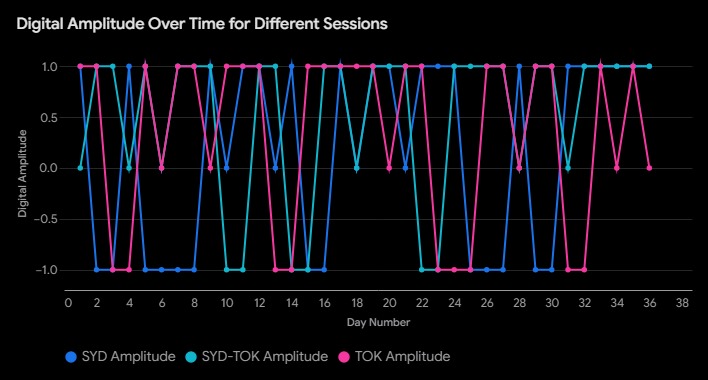 Digital Amplitude Over Time for Different Sessions
1.0
0.5
0.0
−0.5
−1.0
Digital Amplitude
0 2 4 6 8 10 12 14 16 18 20 22 24 26 28 30 32 34 36 38
Day Number
SYD Amplitude SYD-TOK Amplitude TOK Amplitude